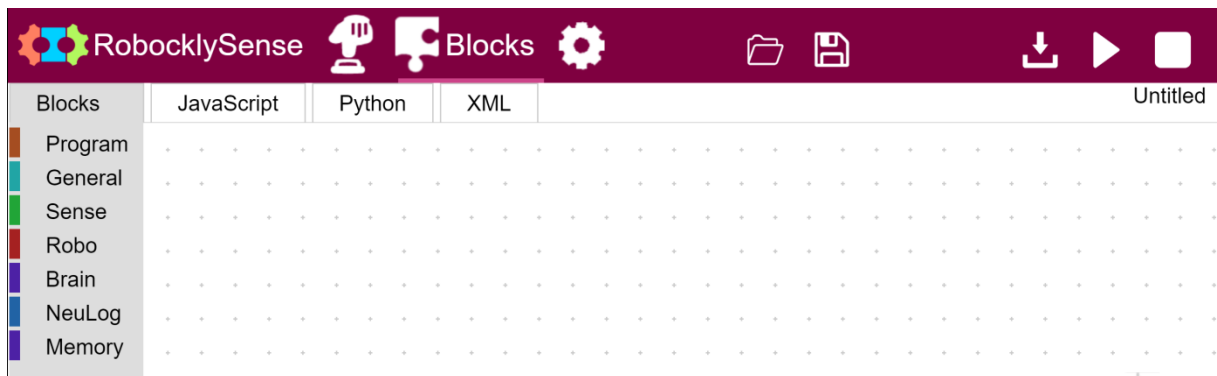 RobocklySense Blocks
Blocks JavaScript Python XML Untitled
Program
General
Sense
Robo
Brain
NeuLog
Memory